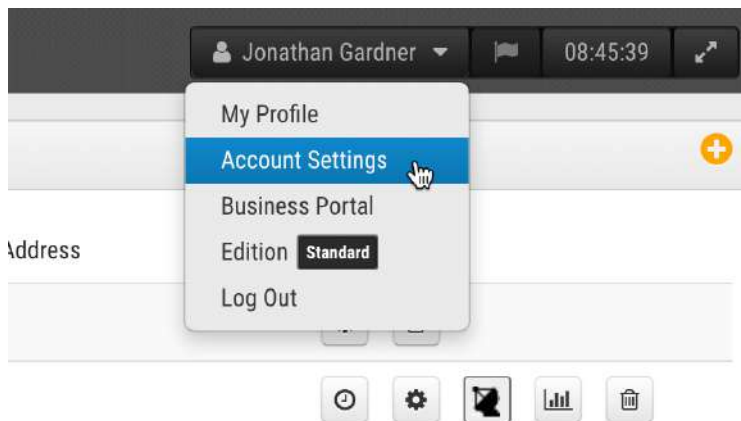 Jonathan Gardner 08:45:39
My Profile
Account Settings
Business Portal
Address
Edition Standard
Log Out